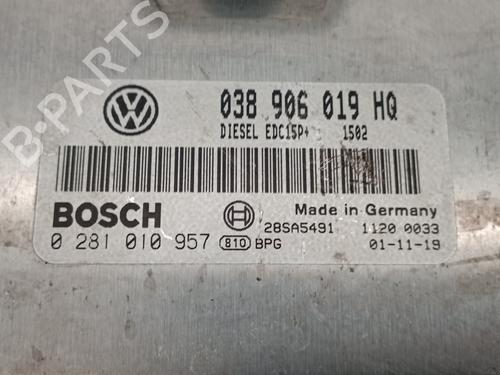 B-PARTS
038 906 019 HQ
DIESEL EDC15P+ 1502
BOSCH
Made in Germany
28SA5491 1120 0033
0 281 010 957 810 BPG 01-11-19